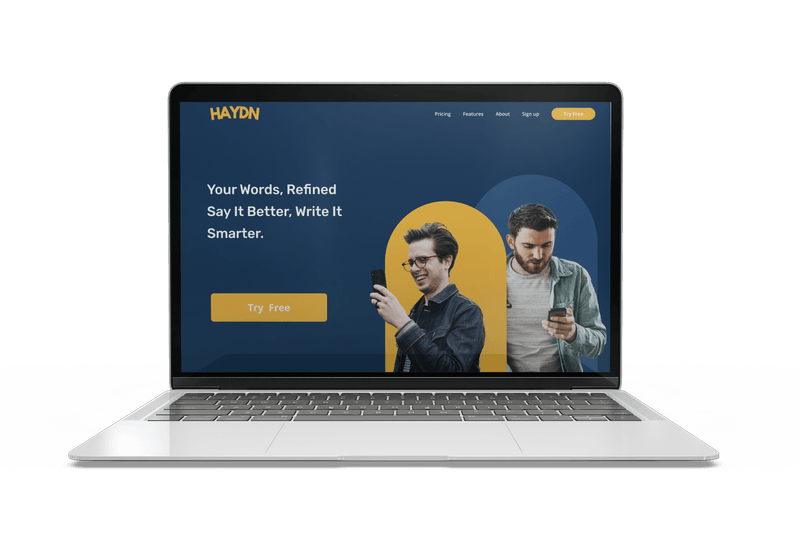 HAYDN
Pricing Features About Sign up Try Free
Your Words, Refined
Say It Better, Write It
Smarter.
Try Free